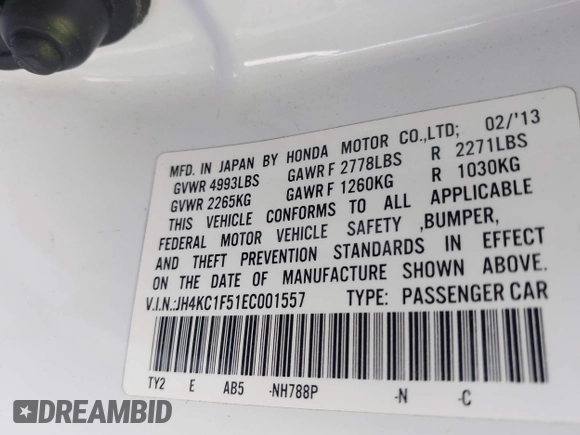 MFD. IN JAPAN BY HONDA MOTOR CO.,LTD; 02/'13
GVWR 4993LBS GAWR F 2778LBS R 2271LBS
GVWR 2265KG GAWR F 1260KG R 1030KG
THIS VEHICLE CONFORMS TO ALL APPLICABLE
FEDERAL MOTOR VEHICLE SAFETY ,BUMPER,
AND THEFT PREVENTION STANDARDS IN EFFECT
ON THE DATE OF MANUFACTURE SHOWN ABOVE.
V.I.N.:JH4KC1F51EC001557 TYPE: PASSENGER CAR
TY2 E AB5 -NH788P -N -C
DREAMBID